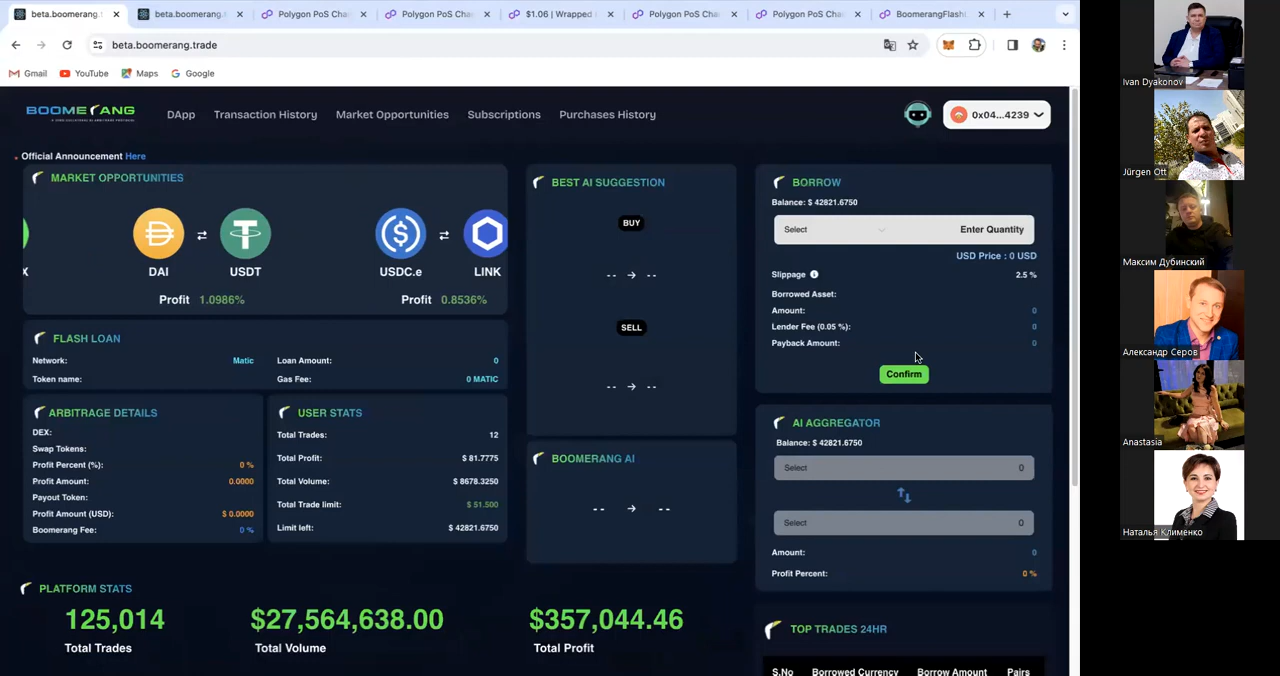 beta.boomerang.t
beta.boomerang.t
Polygon PoS Cha
Polygon PoS Cha
$1.06 | Wrapped
Polygon PoS Cha
Polygon PoS Cha
BoomerangFlashL
beta.boomerang.trade
Gmail
YouTube
Maps
Google
BOOMERANG
DApp
Transaction History
Market Opportunities
Subscriptions
Purchases History
0x04...4239
Official Announcement Here
MARKET OPPORTUNITIES
X
DAI
USDT
USDC.e
LINK
Profit 1.0986%
Profit 0.8536%
FLASH LOAN
Network: Matic
Loan Amount: 0
Token name:
Gas Fee: 0 MATIC
ARBITRAGE DETAILS
DEX:
Swap Tokens:
Profit Percent (%): 0 %
Profit Amount: 0.0000
Payout Token:
Profit Amount (USD): $ 0.0000
Boomerang Fee: 0 %
USER STATS
Total Trades: 12
Total Profit: $ 81.7775
Total Volume: $ 8678.3250
Total Trade limit: $ 51.500
Limit left: $ 42821.6750
BEST AI SUGGESTION
BUY
-- → --
SELL
-- → --
BOOMERANG AI
-- → --
BORROW
Balance: $ 42821.6750
Select
Enter Quantity
USD Price : 0 USD
Slippage 2.5 %
Borrowed Asset:
Amount: 0
Lender Fee (0.05 %): 0
Payback Amount: 0
Confirm
AI AGGREGATOR
Balance: $ 42821.6750
Select 0
Select 0
Amount: 0
Profit Percent: 0 %
PLATFORM STATS
125,014
Total Trades
$27,564,638.00
Total Volume
$357,044.46
Total Profit
TOP TRADES 24HR
S.No
Borrowed Currency
Borrow Amount
Pairs
Ivan Dyakonov
Jürgen Ott
Максим Дубинский
Александр Серов
Anastasia
Наталья Клименко